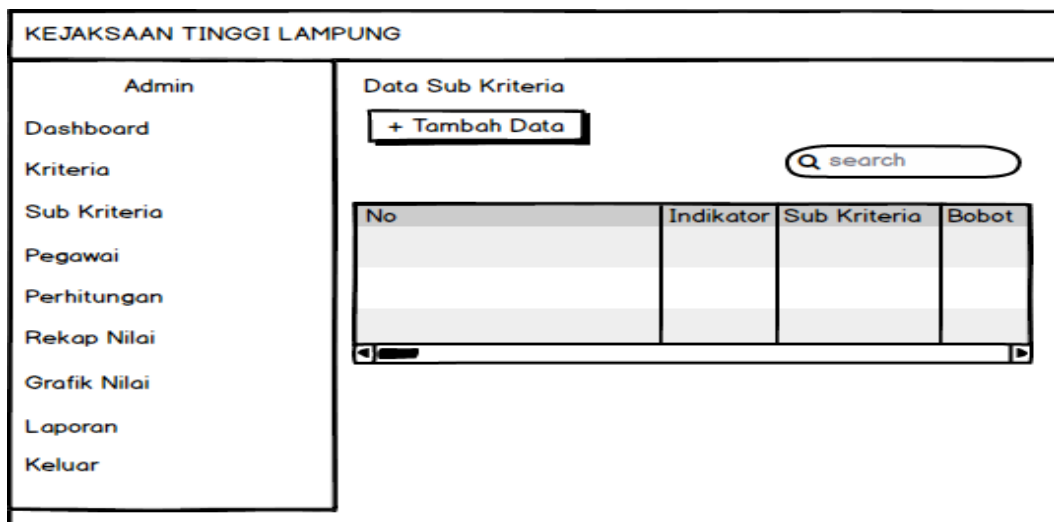 KEJAKSAAN TINGGI LAMPUNG
Admin
Dashboard
Kriteria
Sub Kriteria
Pegawai
Perhitungan
Rekap Nilai
Grafik Nilai
Laporan
Keluar
Data Sub Kriteria
+ Tambah Data
search
No Indikator Sub Kriteria Bobot